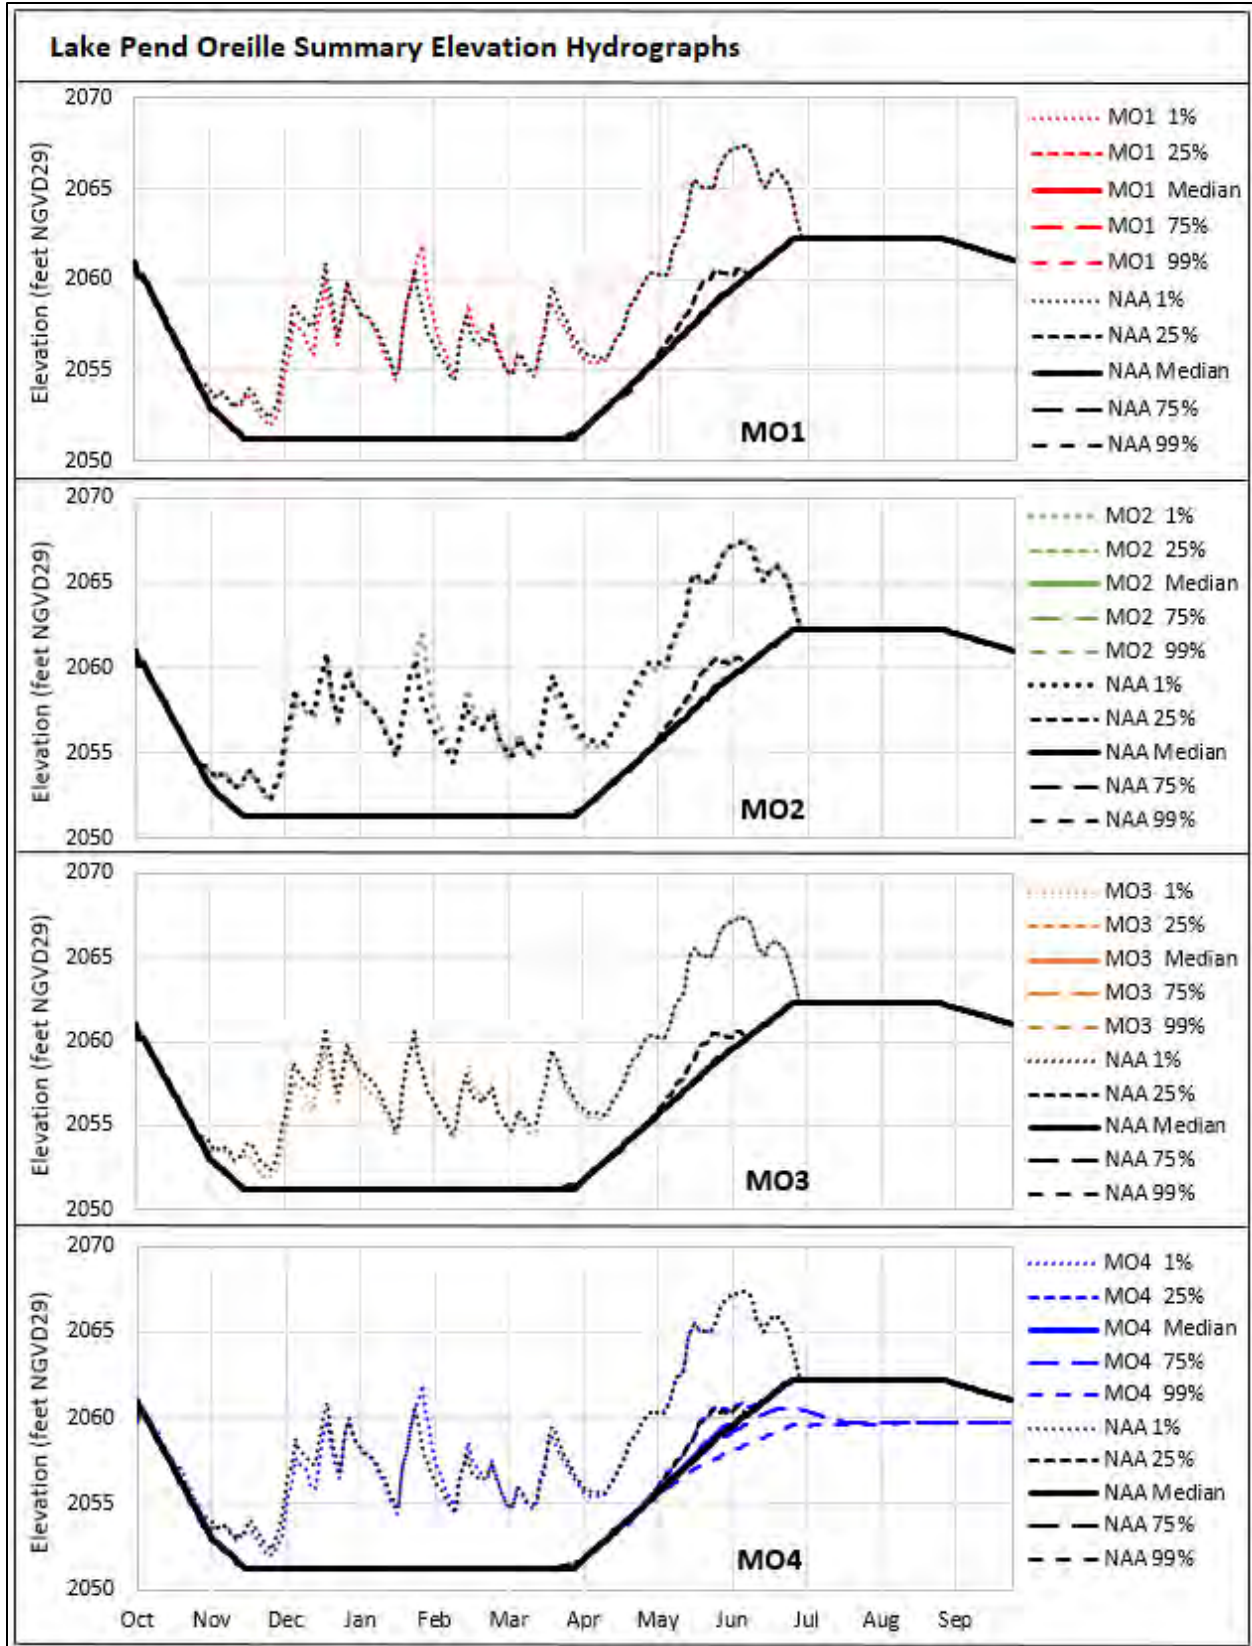 Lake Pend Oreille Summary Elevation Hydrographs
Elevation (feet NGVD29)
2070
2065
2060
2055
2050
MO1
MO1 1%
MO1 25%
MO1 Median
MO1 75%
MO1 99%
NAA 1%
NAA 25%
NAA Median
NAA 75%
NAA 99%
Elevation (feet NGVD29)
2070
2065
2060
2055
2050
MO2
MO2 1%
MO2 25%
MO2 Median
MO2 75%
MO2 99%
NAA 1%
NAA 25%
NAA Median
NAA 75%
NAA 99%
Elevation (feet NGVD29)
2070
2065
2060
2055
2050
MO3
MO3 1%
MO3 25%
MO3 Median
MO3 75%
MO3 99%
NAA 1%
NAA 25%
NAA Median
NAA 75%
NAA 99%
Elevation (feet NGVD29)
2070
2065
2060
2055
2050
MO4
MO4 1%
MO4 25%
MO4 Median
MO4 75%
MO4 99%
NAA 1%
NAA 25%
NAA Median
NAA 75%
NAA 99%
Oct Nov Dec Jan Feb Mar Apr May Jun Jul Aug Sep